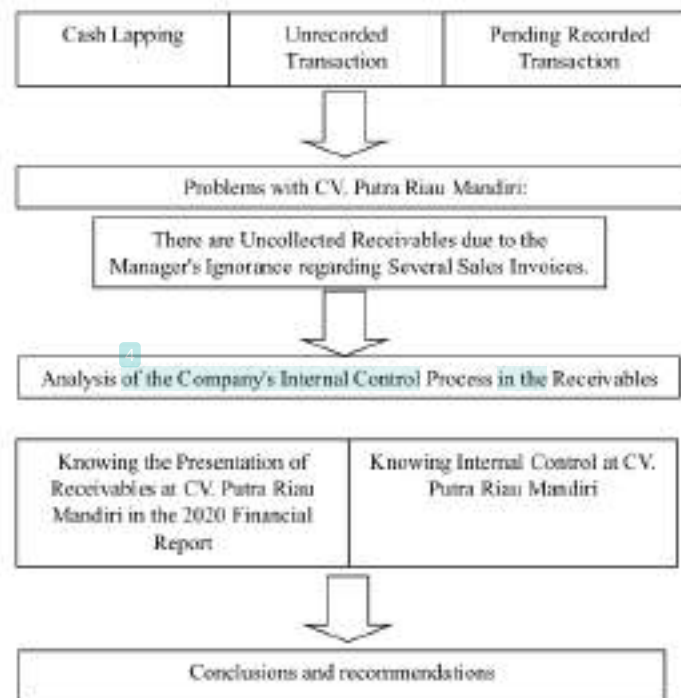 Cash Lapping
Unrecorded
Transaction
Pending Recorded
Transaction
Problems with CV. Putra Riau Mandiri:
There are Uncollected Receivables due to the
Manager's Ignorance regarding Several Sales Invoices.
4
Analysis of the Company's Internal Control Process in the Receivables
Knowing the Presentation of
Receivables at CV. Putra Riau
Mandiri in the 2020 Financial
Report
Knowing Internal Control at CV.
Putra Riau Mandiri
Conclusions and recommendations